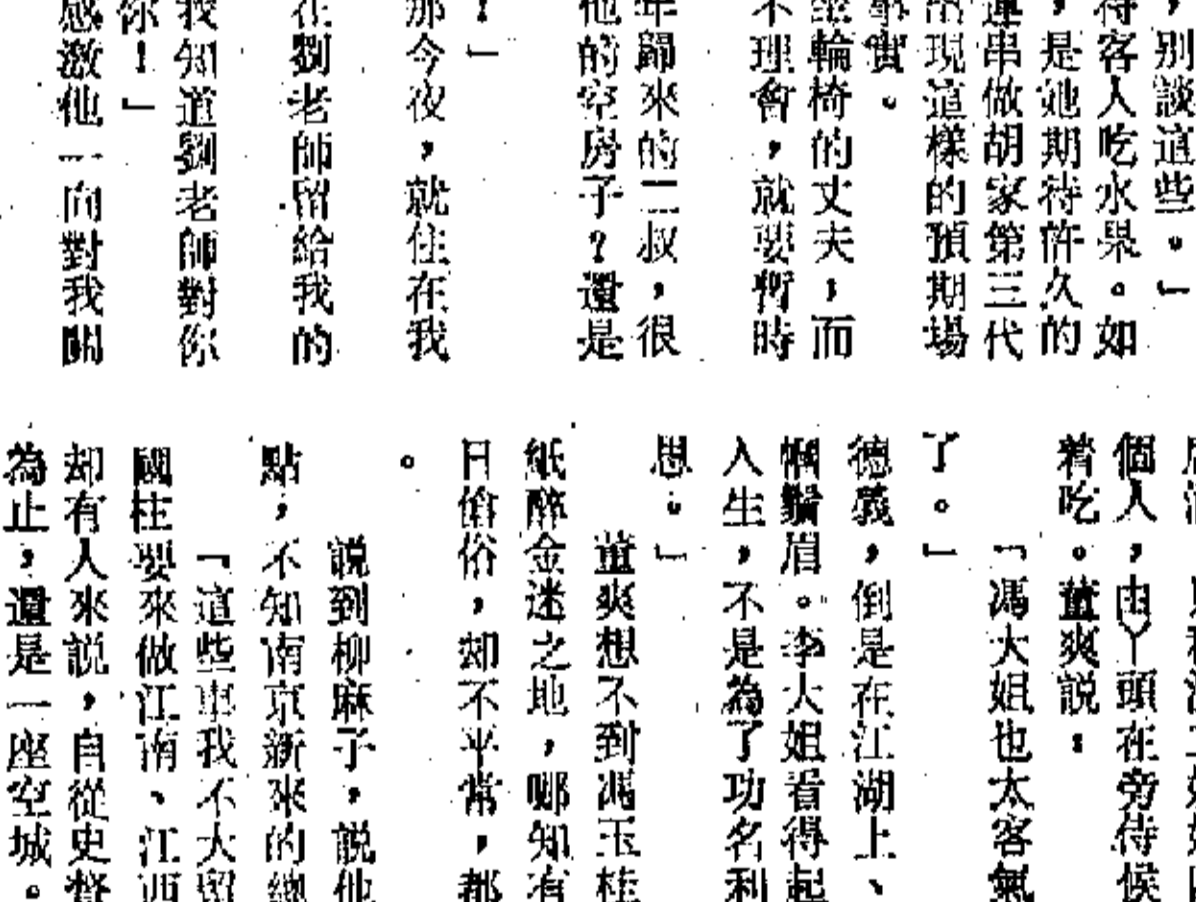 ，別談這些。」
待客人吃水果。如
，是她期待許久的
連串做胡家第三代
出現這樣的預期場
事實。
坐輪椅的丈夫，而
不理會，就要暫時
年歸來的二叔，很
他的空房子？還是
！」
那今夜，就住在我
在劉老師留給我的
我知道劉老師對你
你！」
感激他一向對我關
個人，由丫頭在旁侍候
着吃。董爽説：
「馮大姐也太客氣
了。」
德義，倒是在江湖上、
幗鬚眉。李大姐看得起
人生，不是為了功名利
思。」
董爽想不到馮玉桂
紙醉金迷之地，哪知有
日偷俗，却不平常，都
。
説到柳麻子，説他
點，不知南京新來的總
「這些事我不大留
國柱要來做江南、江西
却有人來説，自從史督
為止，還是一座空城。